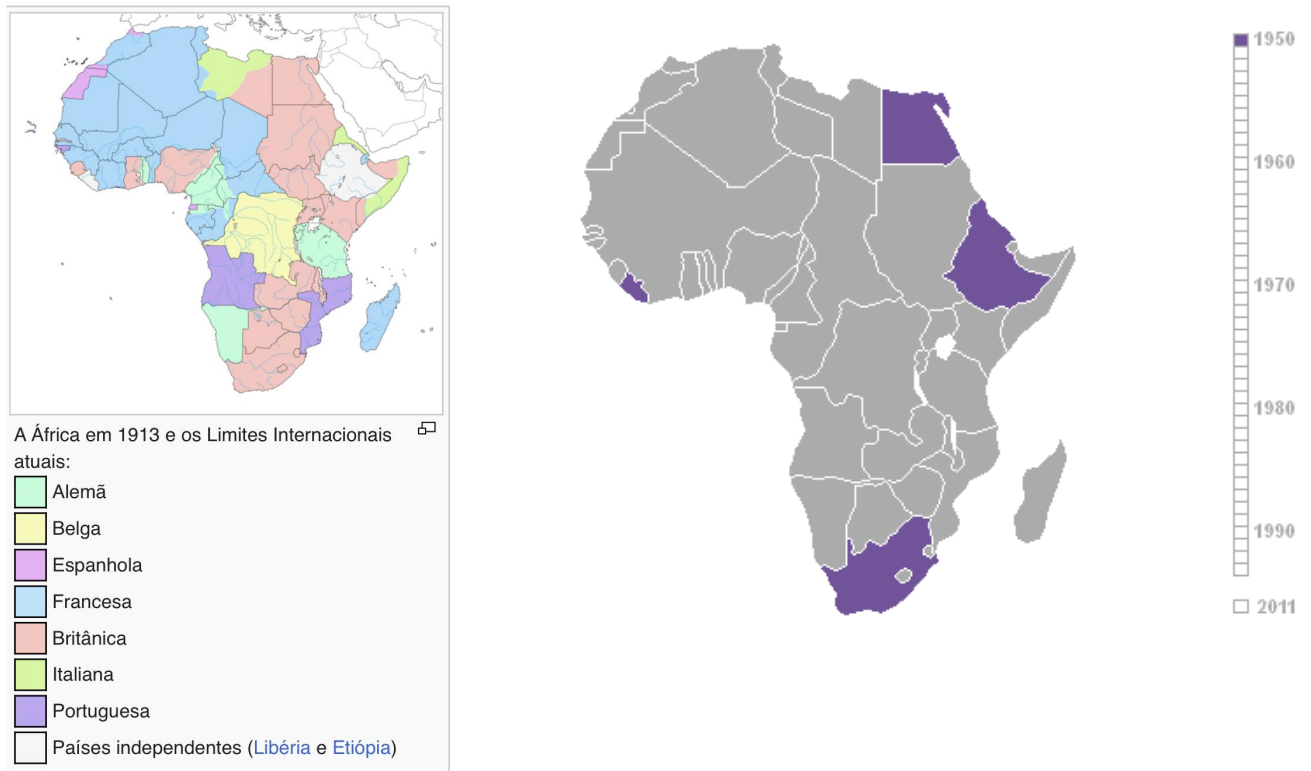 A África em 1913 e os Limites Internacionais
atuais:
Alemã
Belga
Espanhola
Francesa
Britânica
Italiana
Portuguesa
Países independentes (Libéria e Etiópia)
1950
1960
1970
1980
1990
2011